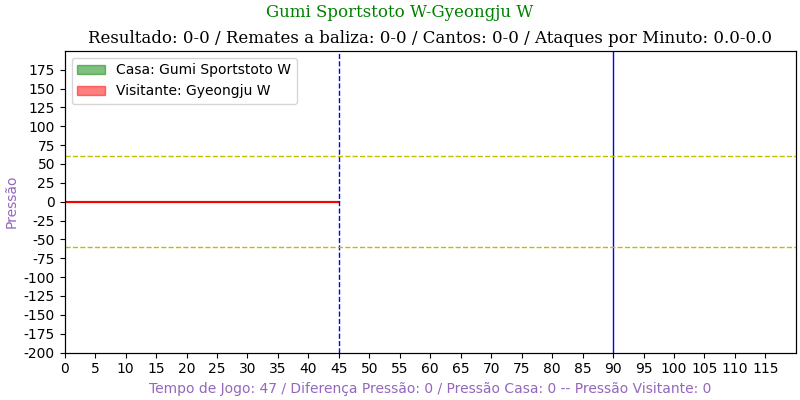 Gumi Sportstoto W-Gyeongju W
Resultado: 0-0 / Remates a baliza: 0-0 / Cantos: 0-0 / Ataques por Minuto: 0.0-0.0
Casa: Gumi Sportstoto W
Visitante: Gyeongju W
Pressão
175
150
125
100
75
50
25
0
-25
-50
-75
-100
-125
-150
-175
-200
0 5 10 15 20 25 30 35 40 45 50 55 60 65 70 75 80 85 90 95 100 105 110 115
Tempo de Jogo: 47 / Diferença Pressão: 0 / Pressão Casa: 0 -- Pressão Visitante: 0